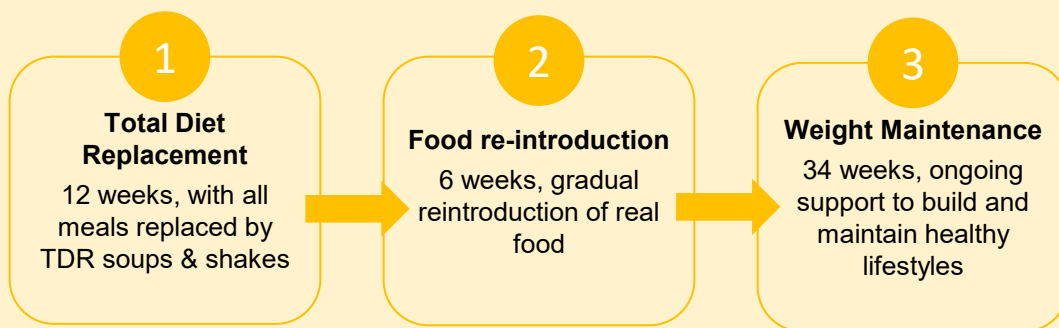 1
Total Diet
Replacement
12 weeks, with all
meals replaced by
TDR soups & shakes
2
Food re-introduction
6 weeks, gradual
reintroduction of real
food
3
Weight Maintenance
34 weeks, ongoing
support to build and
maintain healthy
lifestyles